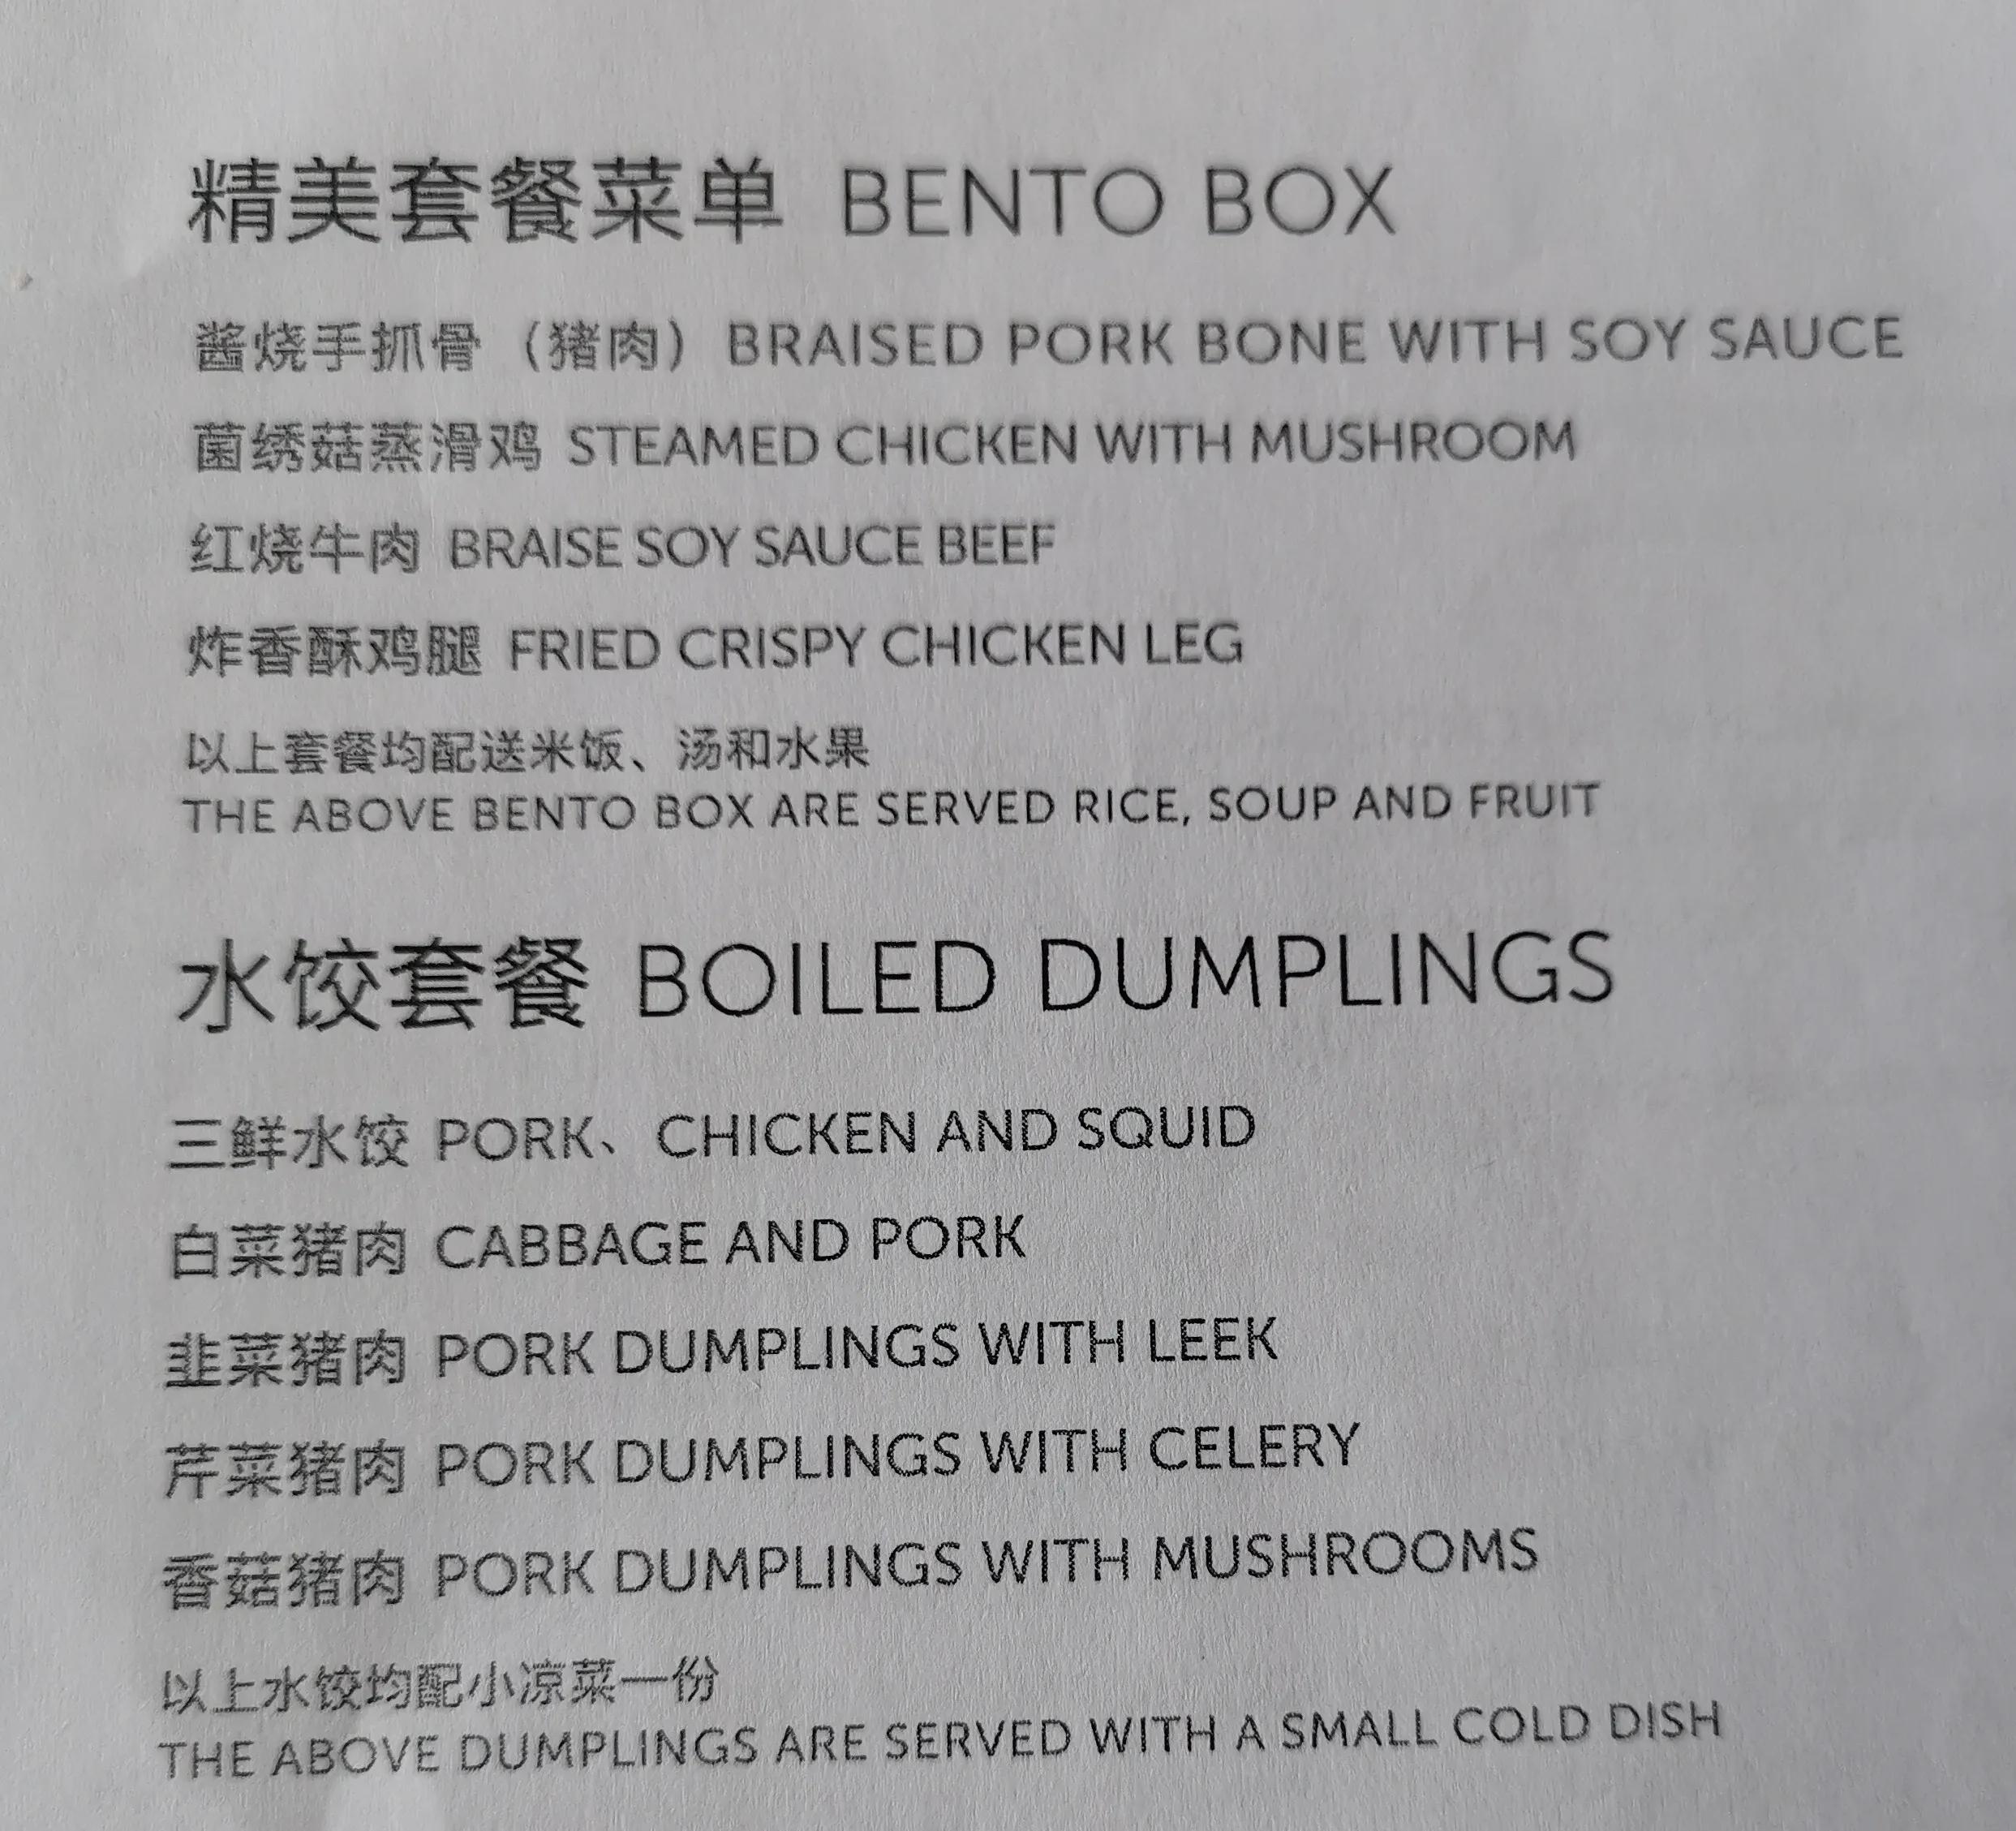 精美套餐菜单 BENTO BOX
酱烧手抓骨（猪肉）BRAISED PORK BONE WITH SOY SAUCE
菌绣菇蒸滑鸡 STEAMED CHICKEN WITH MUSHROOM
红烧牛肉 BRAISE SOY SAUCE BEEF
炸香酥鸡腿 FRIED CRISPY CHICKEN LEG
以上套餐均配送米饭、汤和水果
THE ABOVE BENTO BOX ARE SERVED RICE, SOUP AND FRUIT
水饺套餐 BOILED DUMPLINGS
三鲜水饺 PORK、CHICKEN AND SQUID
白菜猪肉 CABBAGE AND PORK
韭菜猪肉 PORK DUMPLINGS WITH LEEK
芹菜猪肉 PORK DUMPLINGS WITH CELERY
香菇猪肉 PORK DUMPLINGS WITH MUSHROOMS
以上水饺均配小凉菜一份
THE ABOVE DUMPLINGS ARE SERVED WITH A SMALL COLD DISH